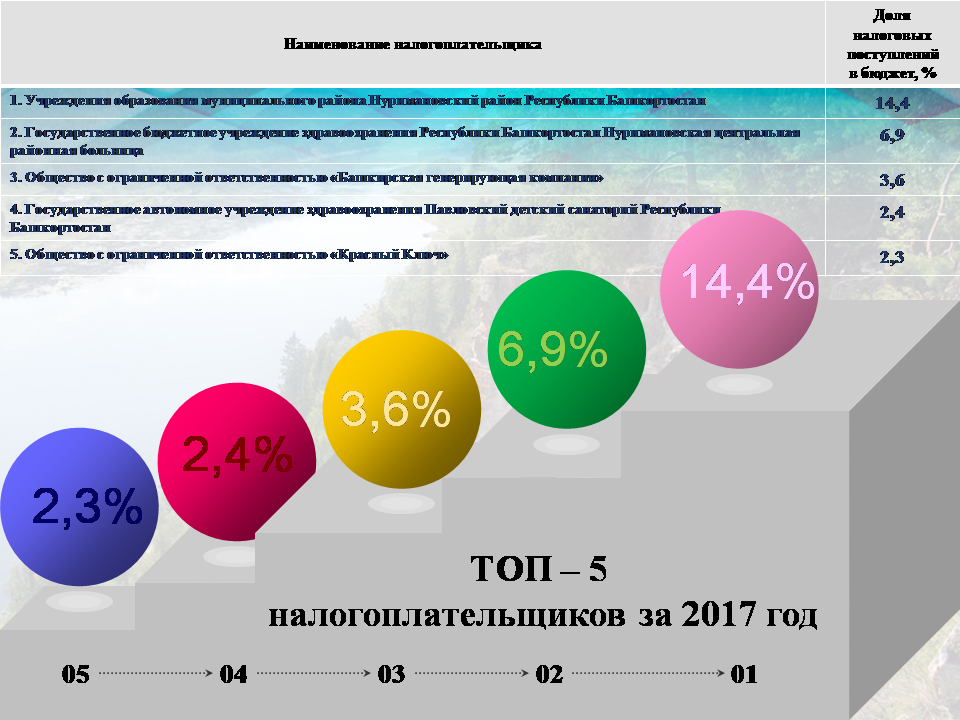 Наименование налогоплательщика
Доля
налоговых
поступлений
в бюджет, %
1. Учреждения образования муниципального района Нуримановский район Республики Башкортостан
14,4
2. Государственное бюджетное учреждение здравоохранения Республики Башкортостан Нуримановская центральная
районная больница
6,9
3. Общество с ограниченной ответственностью «Башкирская генерирующая компания»
3,6
4. Государственное автономное учреждение здравоохранения Павловский детский санаторий Республики
Башкортостан
2,4
5. Общество с ограниченной ответственностью «Красный Ключ»
2,3
14,4%
6,9%
3,6%
2,4%
2,3%
ТОП – 5
налогоплательщиков за 2017 год
05 04 03 02 01